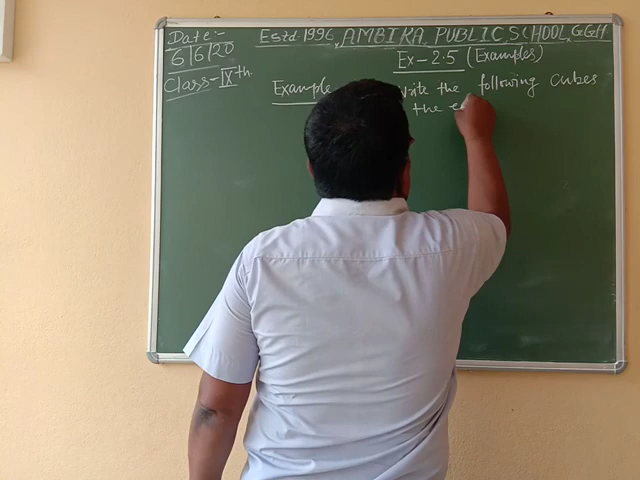 Date:- Estd. 1996, AMBIKA PUBLIC SCHOOL, GGH
6/6/20 Ex-2.5 (Examples)
Class-IXth. Example write the following cubes
the e